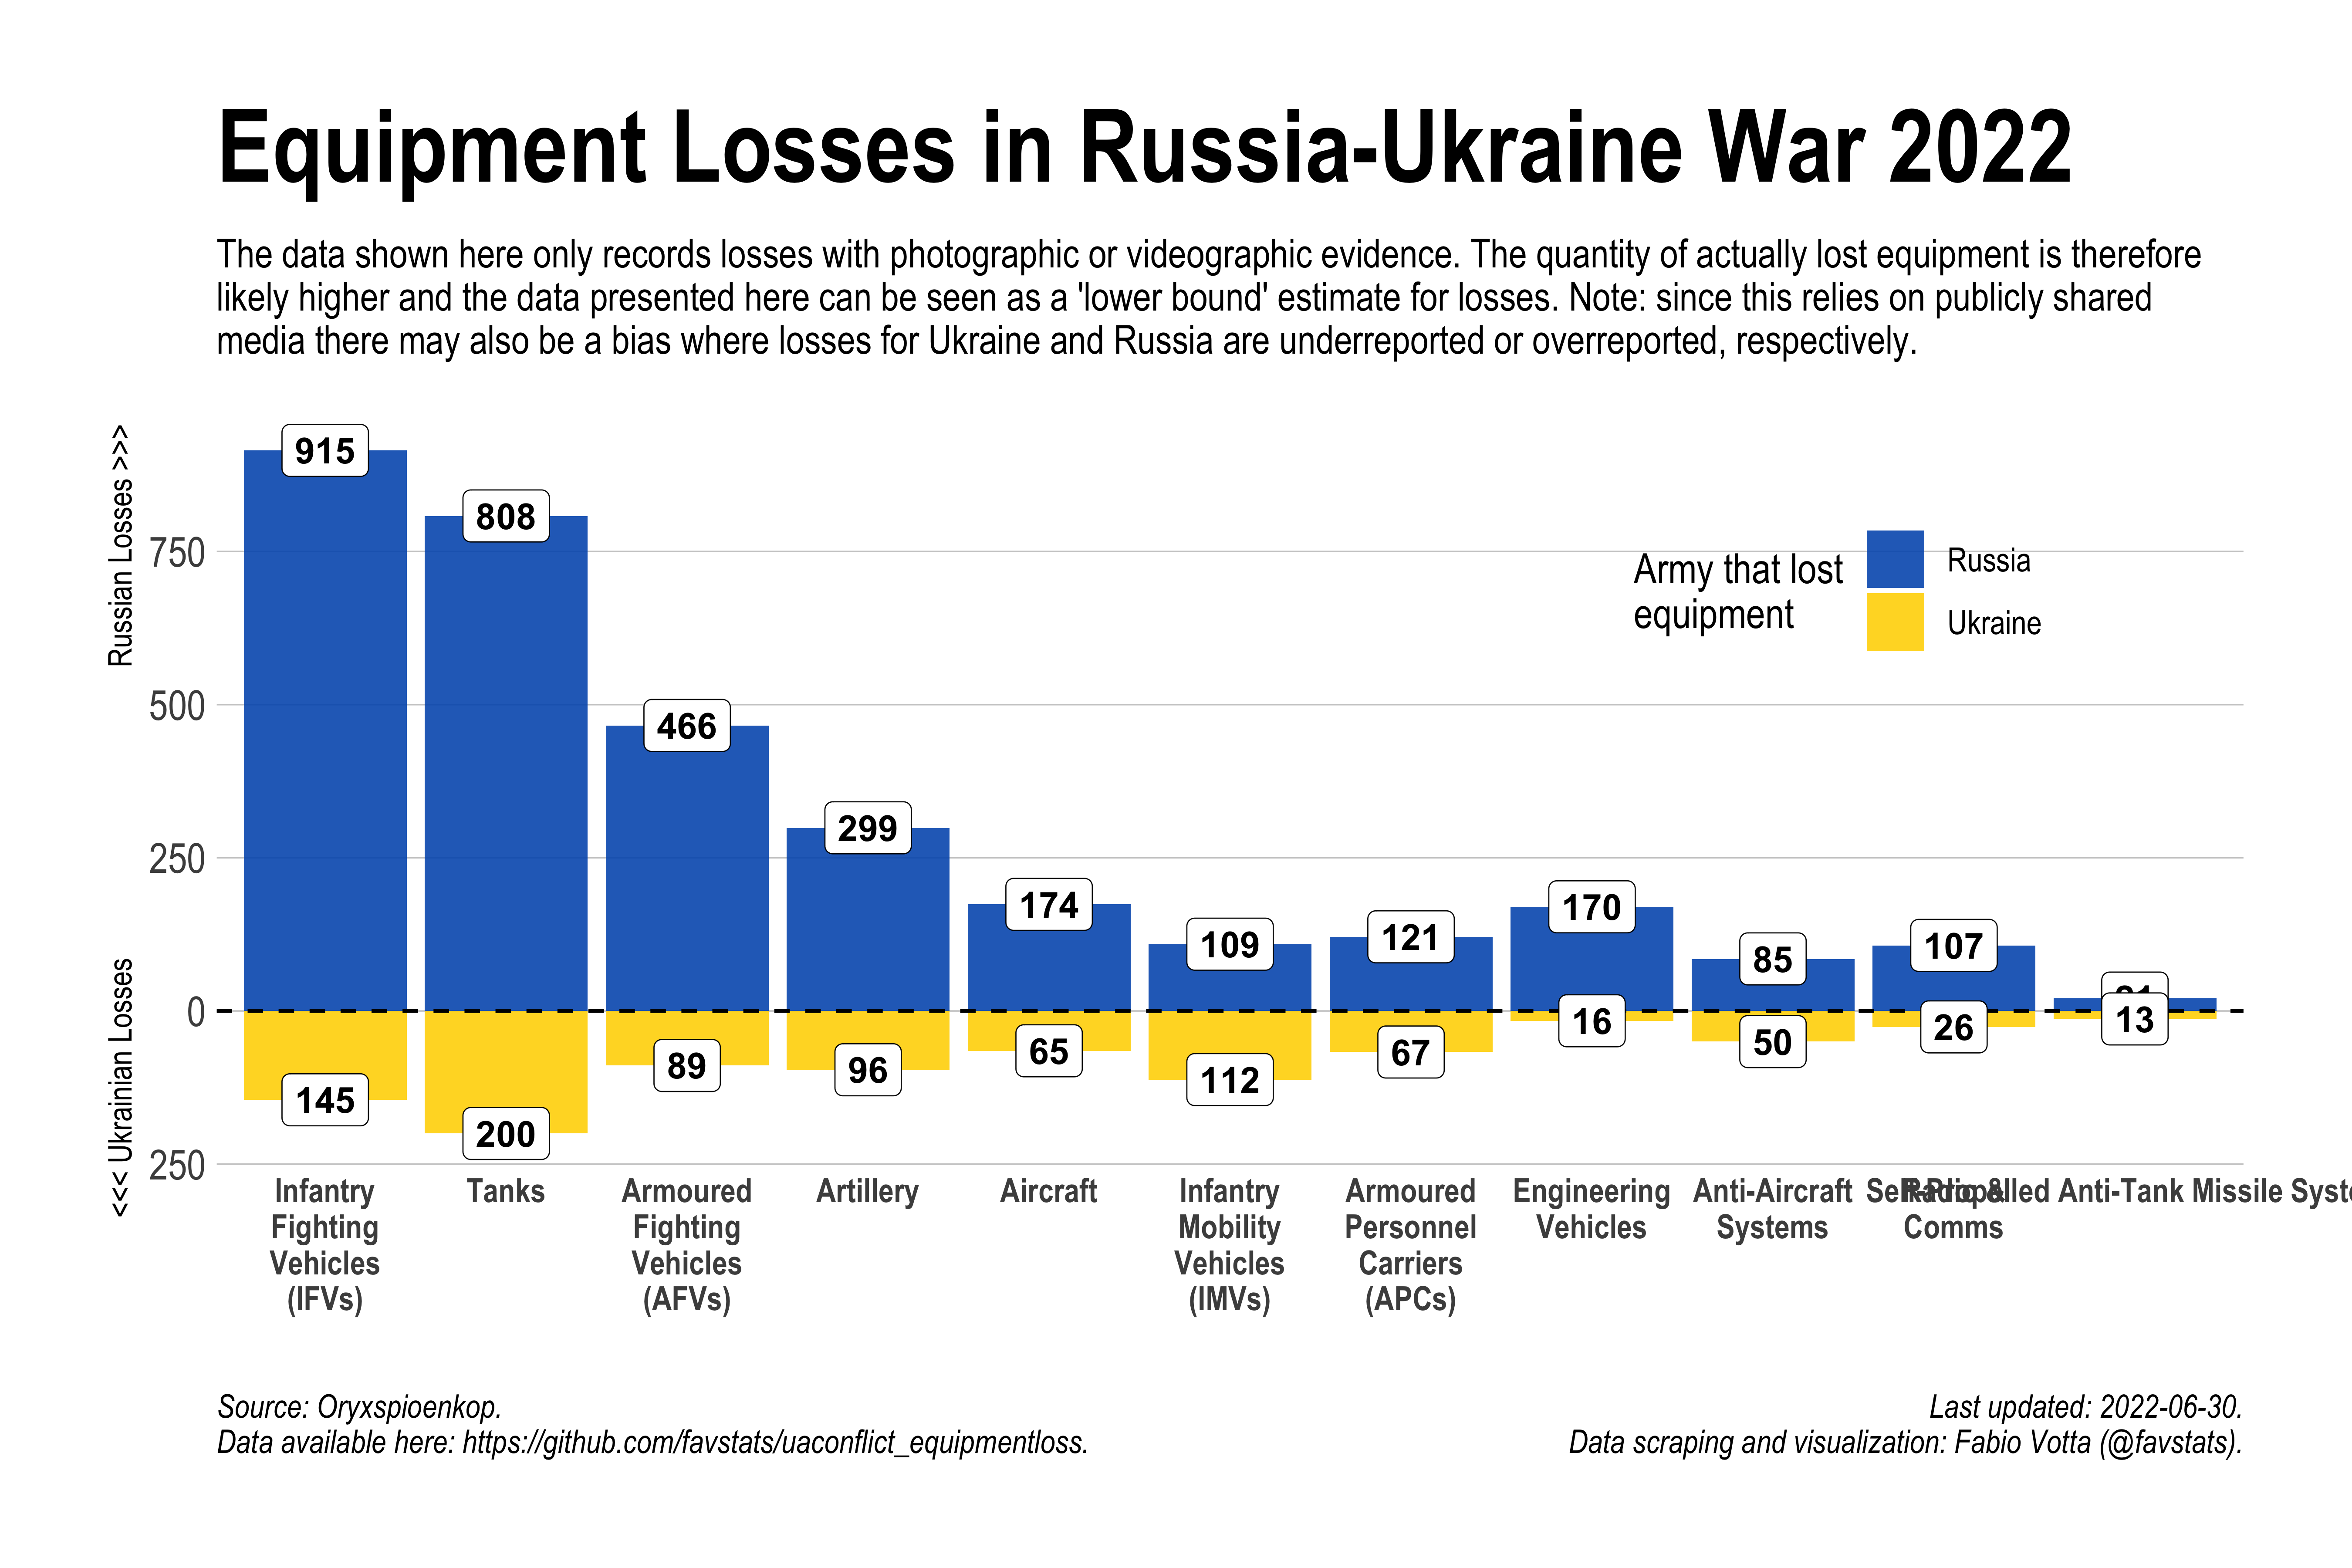 Equipment Losses in Russia-Ukraine War 2022
The data shown here only records losses with photographic or videographic evidence. The quantity of actually lost equipment is therefore
likely higher and the data presented here can be seen as a 'lower bound' estimate for losses. Note: since this relies on publicly shared
media there may also be a bias where losses for Ukraine and Russia are underreported or overreported, respectively.
Russian Losses >>>
<<< Ukrainian Losses
750
500
250
0
250
Army that lost
equipment
Russia
Ukraine
915
808
466
299
174
109
121
170
85
107
145
200
89
96
65
112
67
16
50
26
13
Infantry
Fighting
Vehicles
(IFVs)
Tanks
Armoured
Fighting
Vehicles
(AFVs)
Artillery
Aircraft
Infantry
Mobility
Vehicles
(IMVs)
Armoured
Personnel
Carriers
(APCs)
Engineering
Vehicles
Anti-Aircraft
Systems
Radio &
Comms
Self-Propelled Anti-Tank Missile Syst
Source: Oryxspioenkop.
Data available here: https://github.com/favstats/uaconflict_equipmentloss.
Last updated: 2022-06-30.
Data scraping and visualization: Fabio Votta (@favstats).